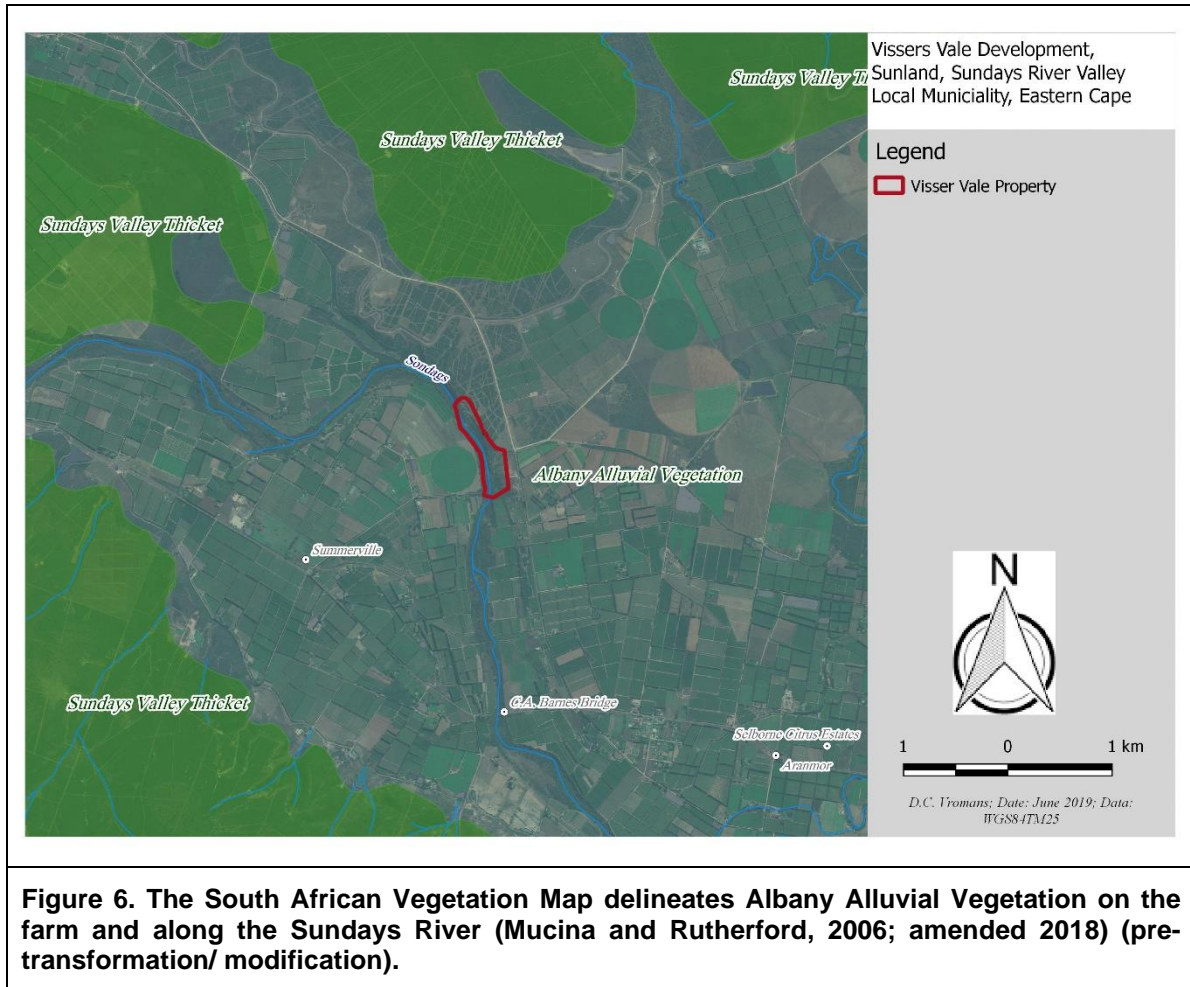 Vissers Vale Development,
Sunland, Sundays River Valley
Local Municiality, Eastern Cape
Legend
Visser Vale Property
Sundays Valley
Sundays Valley Thicket
Sundays Valley Thicket
Sondags
Albany Alluvial Vegetation
Summerville
Sundays Valley Thicket
C.A. Barnes Bridge
Selborne Citrus Estates
Aranmor
N
1 0 1 km
D.C. Vromans; Date: June 2019; Data:
WGS84TM25
Figure 6. The South African Vegetation Map delineates Albany Alluvial Vegetation on the
farm and along the Sundays River (Mucina and Rutherford, 2006; amended 2018) (pre-
transformation/ modification).